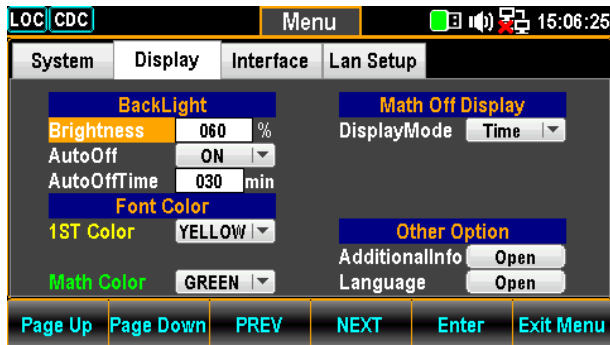 LOC CDC Menu 15:06:25
System Display Interface Lan Setup
BackLight
Brightness 060 %
AutoOff ON
AutoOffTime 030 min
Font Color
1ST Color YELLOW
Math Color GREEN
Math Off Display
DisplayMode Time
Other Option
AdditionalInfo Open
Language Open
Page Up Page Down PREV NEXT Enter Exit Menu